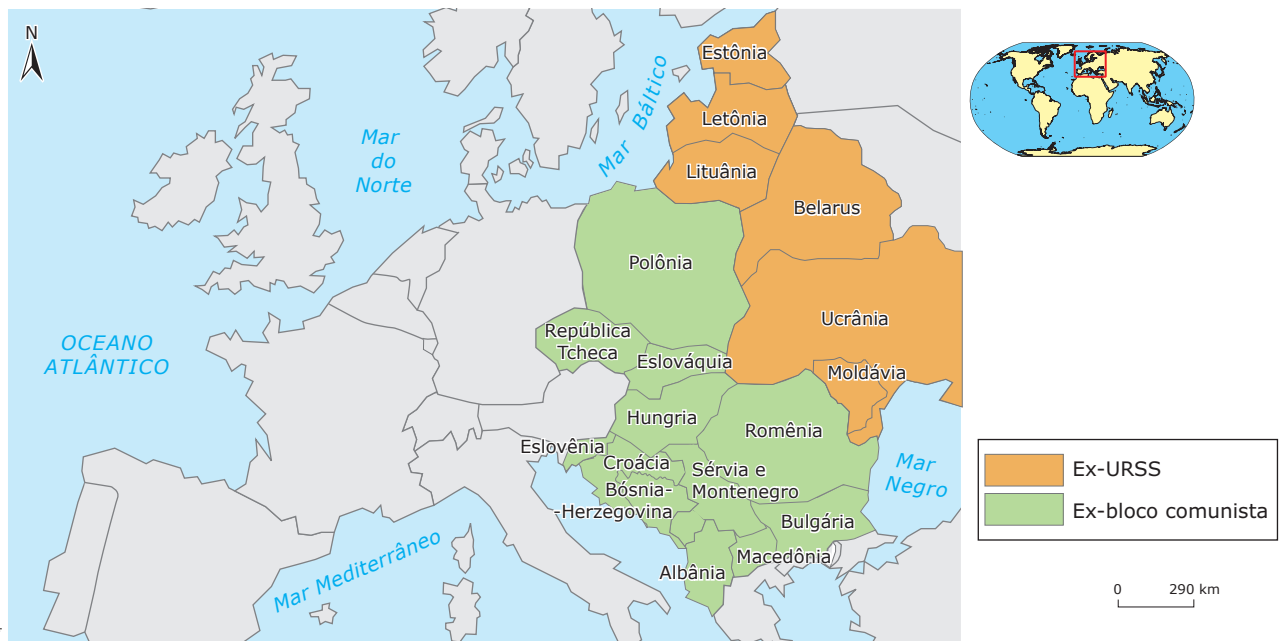 N
Estônia
Letônia
Lituânia
Belarus
Mar Báltico
Mar
do
Norte
Polônia
Ucrânia
OCEANO
ATLÂNTICO
República
Tcheca
Eslováquia
Moldávia
Hungria
Romênia
Eslovênia
Croácia
Sérvia e
Montenegro
Bósnia-
-Herzegovina
Mar
Negro
Bulgária
Macedônia
Albânia
Mar Mediterrâneo
Ex-URSS
Ex-bloco comunista
0 290 km